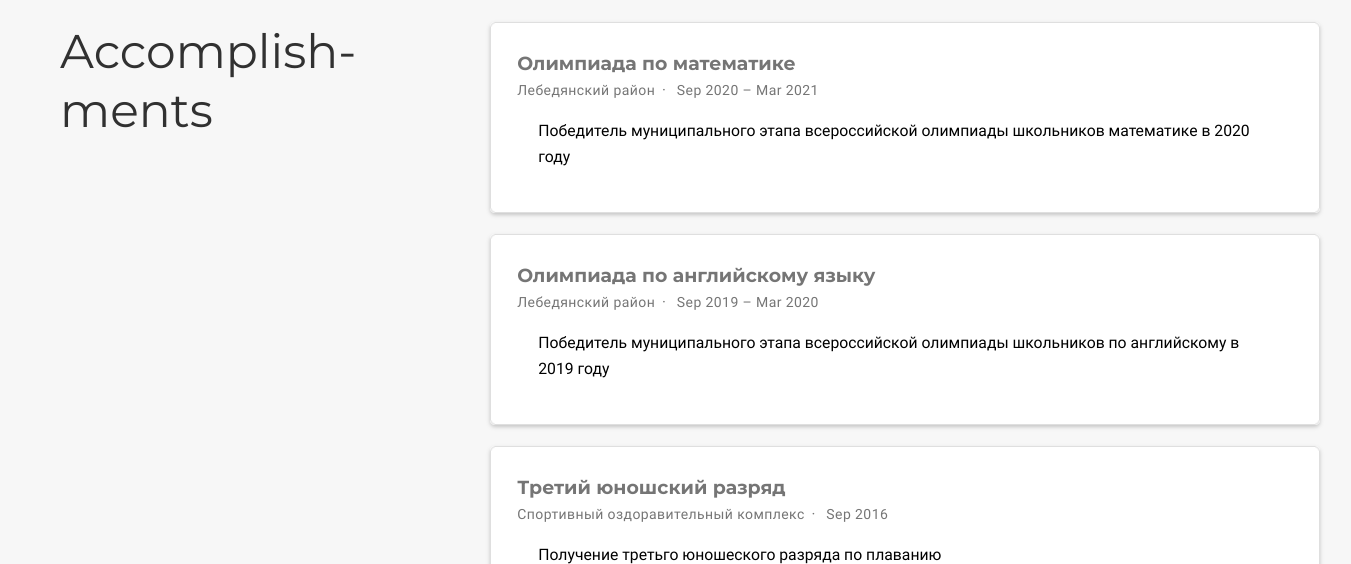 Accomplish-
ments
Олимпиада по математике
Лебедянский район · Sep 2020 – Mar 2021
Победитель муниципального этапа всероссийской олимпиады школьников математике в 2020
году
Олимпиада по английскому языку
Лебедянский район · Sep 2019 – Mar 2020
Победитель муниципального этапа всероссийской олимпиады школьников по английскому в
2019 году
Третий юношский разряд
Спортивный оздоравительный комплекс · Sep 2016
Получение третьго юношеского разряда по плаванию